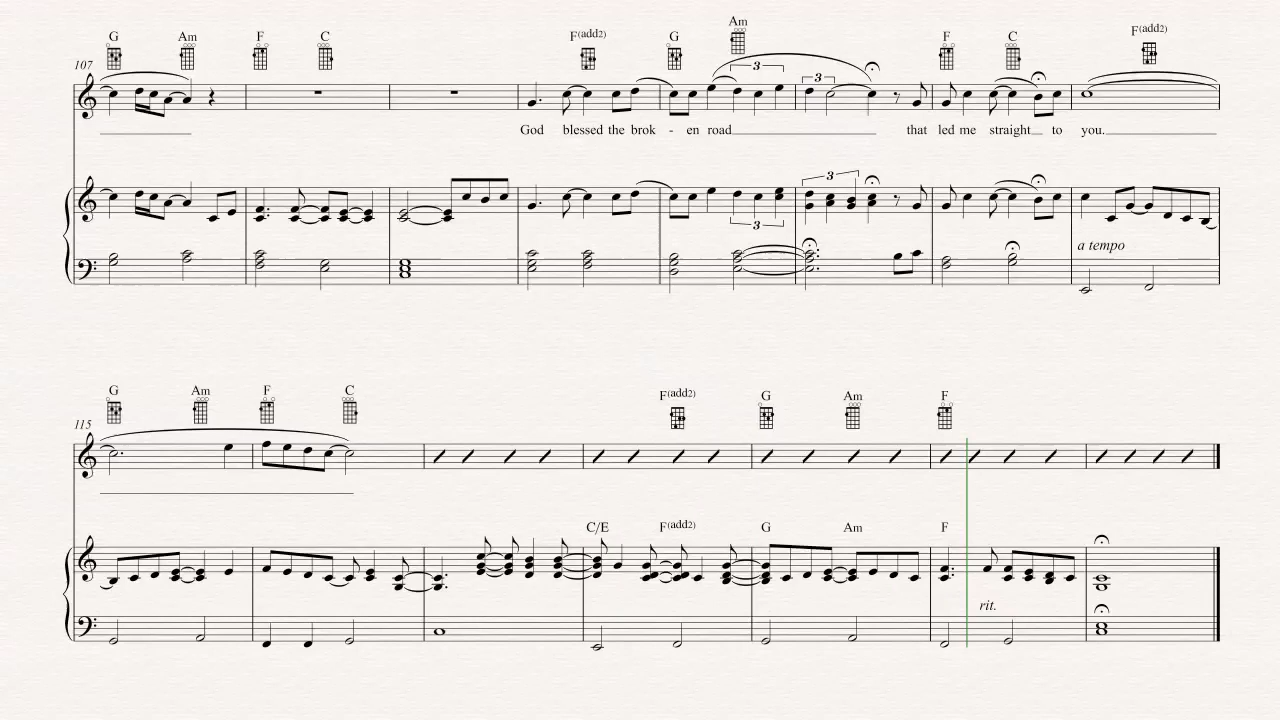 G Am F C F(add2) G Am F C F(add2)
107
3 3
God blessed the brok - en road that led me straight to you.
3
3
a tempo
G Am F C F(add2) G Am F
115
C/E F(add2) G Am F
rit.